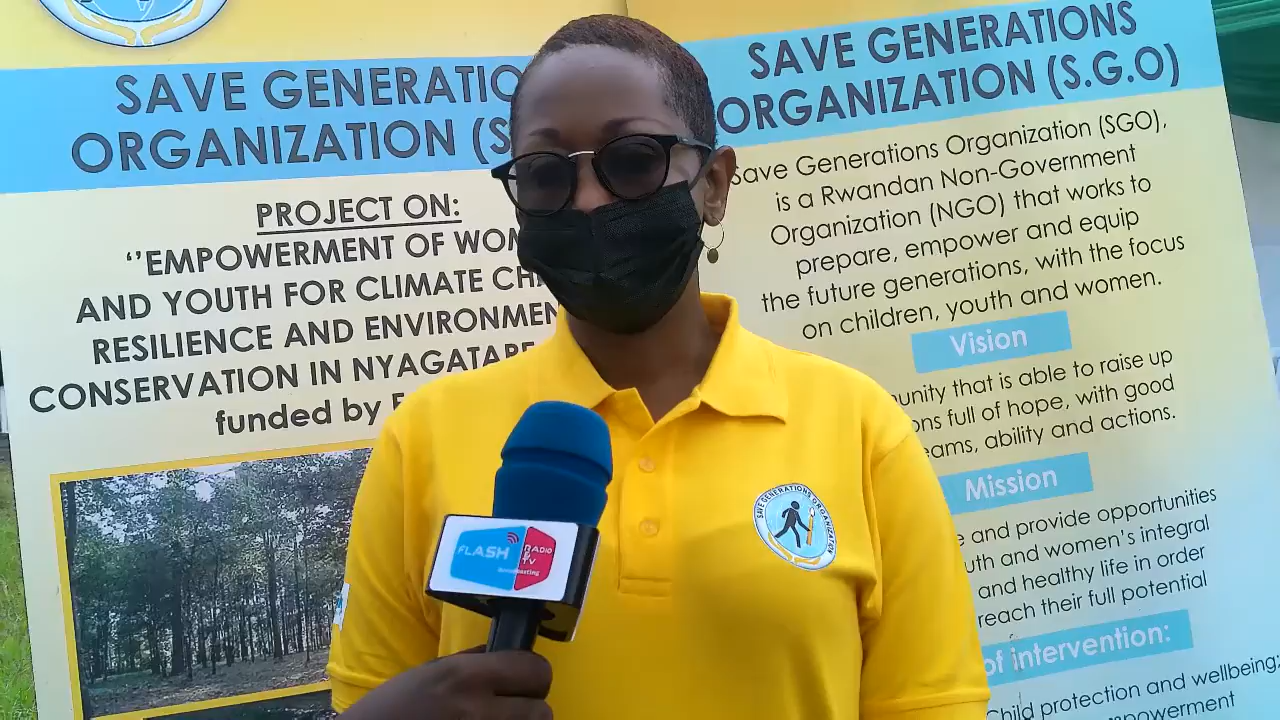 SAVE GENERATIO
ORGANIZATION (S
PROJECT ON:
‘’EMPOWERMENT OF WOM
AND YOUTH FOR CLIMATE CHA
RESILIENCE AND ENVIRONMEN
CONSERVATION IN NYAGATARE
funded by
SAVE GENERATIONS
ORGANIZATION (S.G.O)
Save Generations Organization (SGO),
is a Rwandan Non-Government
Organization (NGO) that works to
prepare, empower and equip
the future generations, with the focus
on children, youth and women.
Vision
unity that is able to raise up
ons full of hope, with good
eams, ability and actions.
Mission
e and provide opportunities
uth and women's integral
and healthy life in order
reach their full potential
of intervention:
Child protection and wellbeing;
powerment
SAVE GENERATIONS ORGANIZATION
FLASH
RADIO
&
TV
Broadcasting